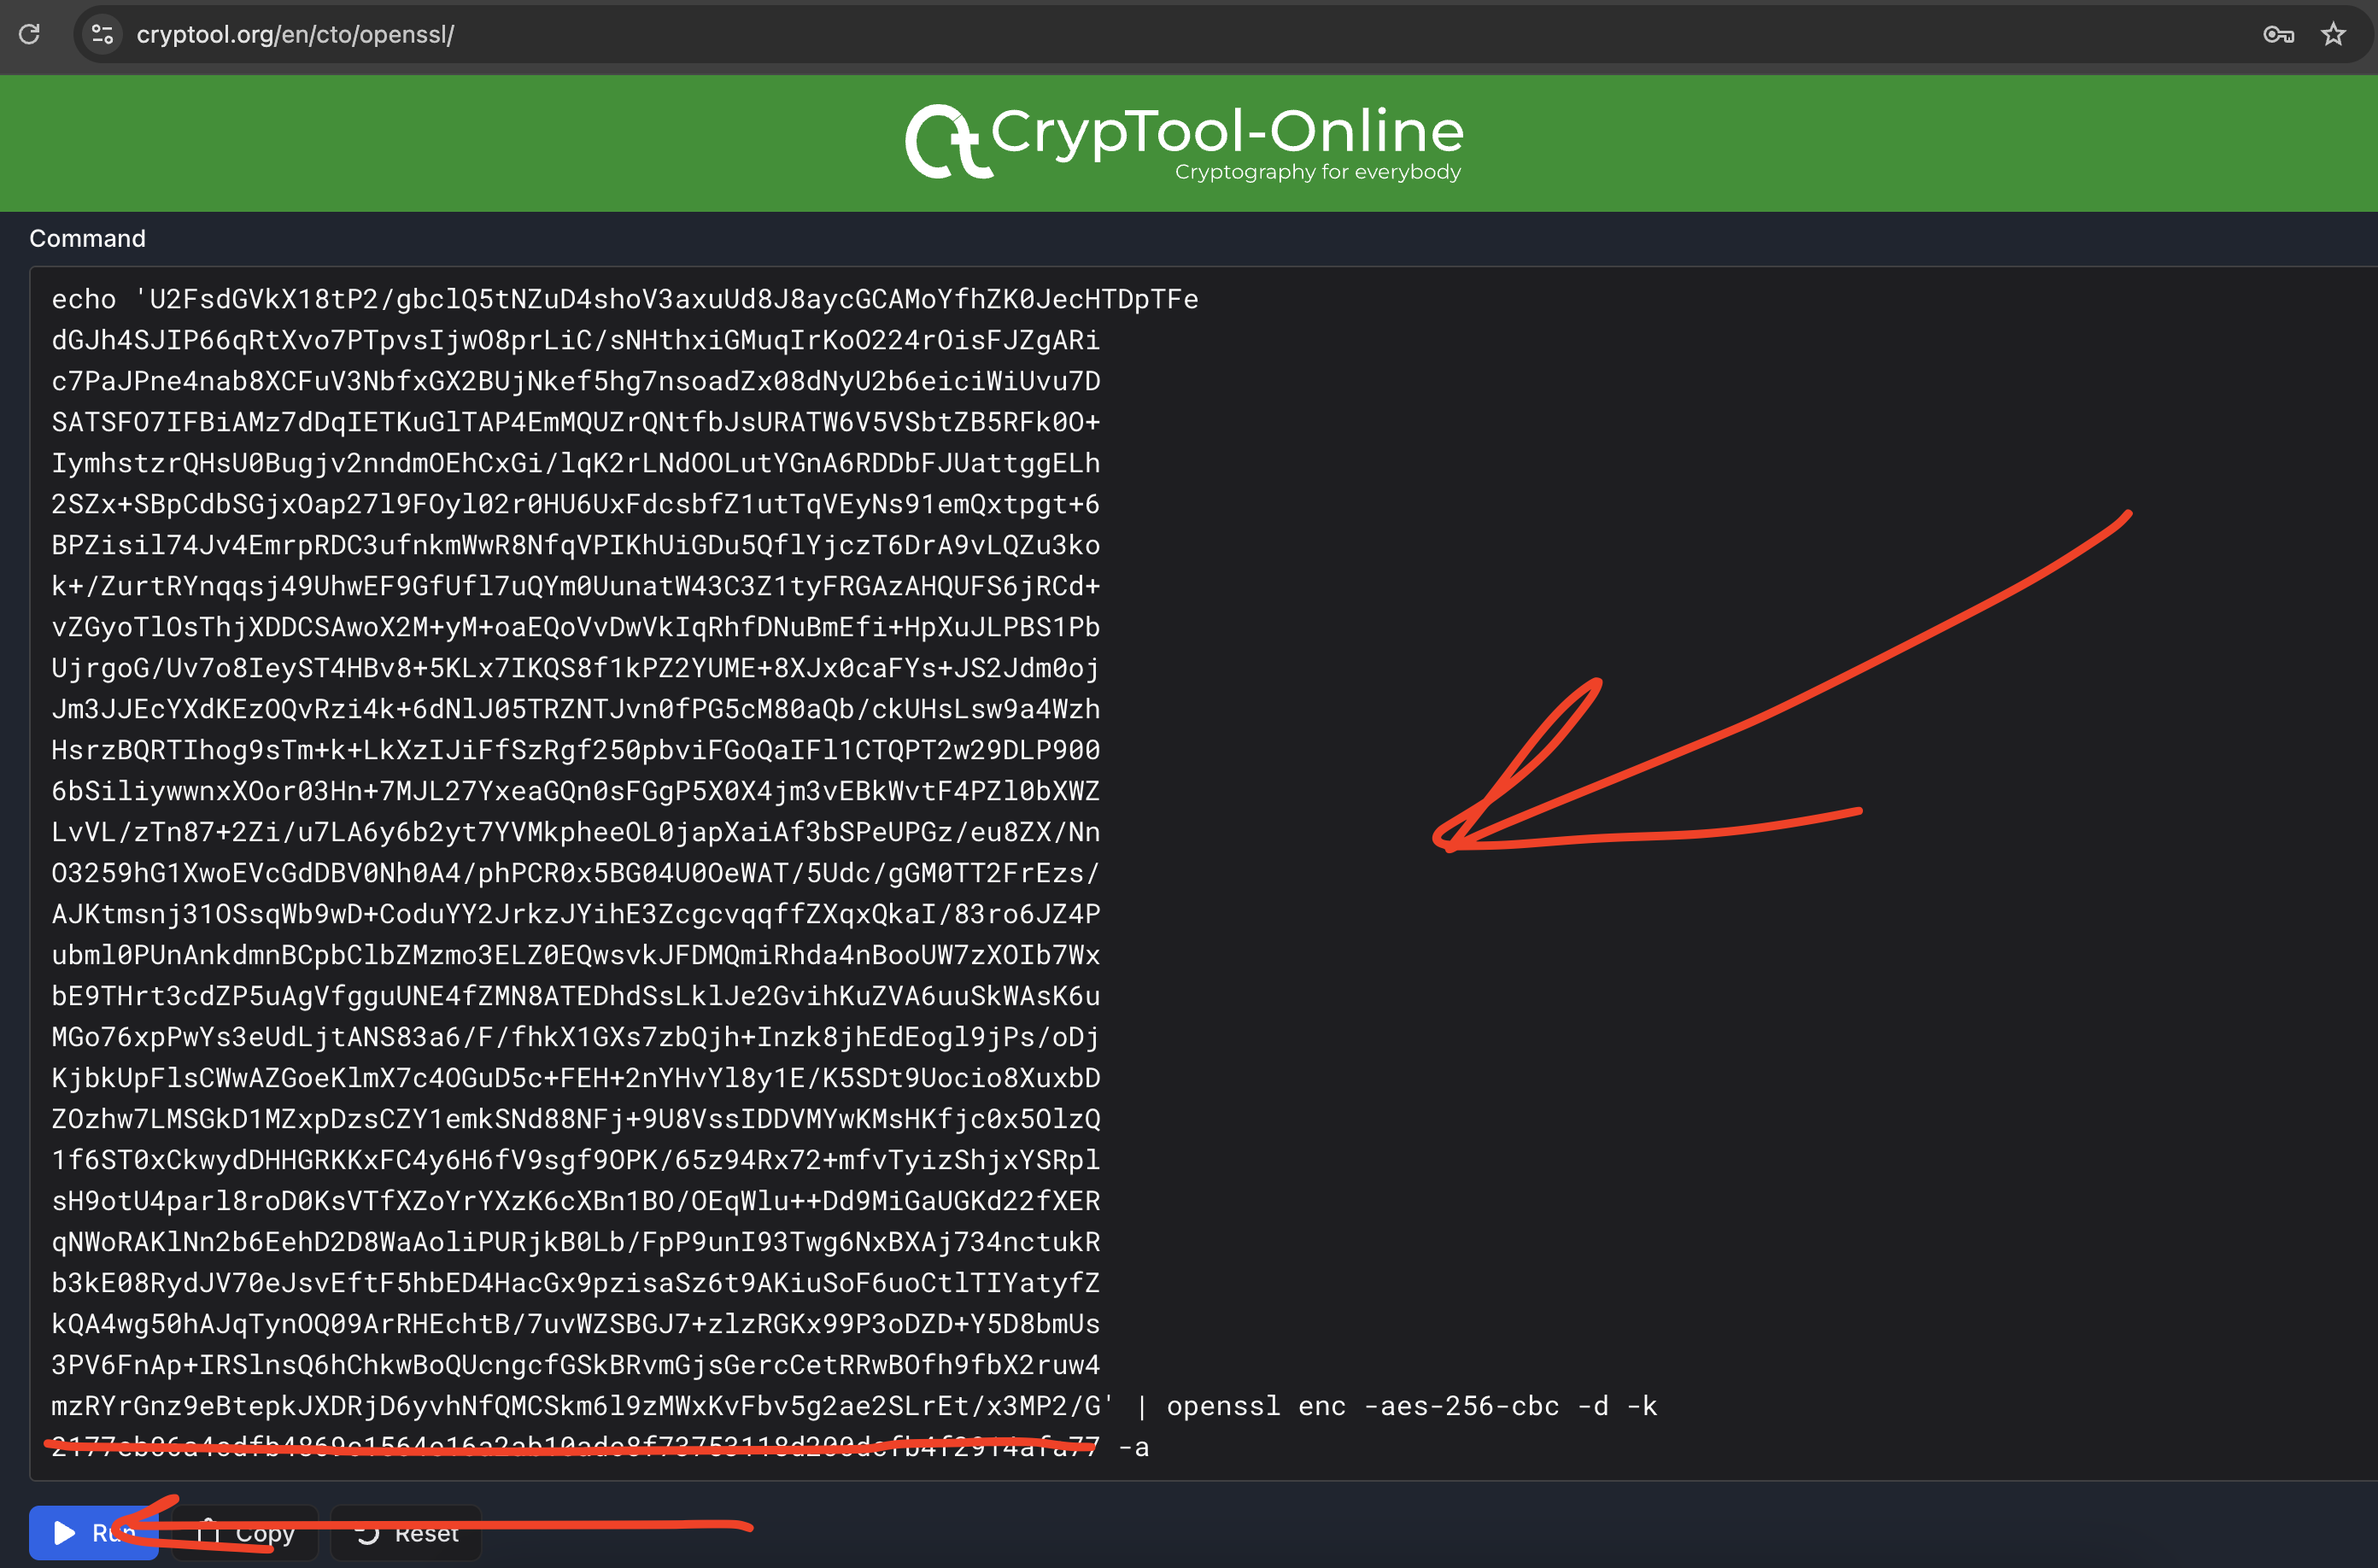 cryptool.org/en/cto/openssl/
CrypTool-Online
Cryptography for everybody
Command
echo 'U2FsdGVkX18tP2/gbclQ5tNZuD4shoV3axuUd8J8aycGCAMoYfhZK0JecHTDpTFe
dGJh4SJIP66qRtXvo7PTpvsIjwO8prLiC/sNHthxiGMuqIrKoO224rOisFJZgARi
c7PaJPne4nab8XCFuV3NbfxGX2BUjNkef5hg7nsoadZx08dNyU2b6eiciWiUvu7D
SATSFO7IFBiAMz7dDqIETKuGlTAP4EmMQUZrQNtfbJsURATW6V5VSbtZB5RFk0O+
IymhstzrQHsU0Bugjv2nndmOEhCxGi/lqK2rLNdOOLutYGnA6RDDbFJUattggELh
2SZx+SBpCdbSGjxOap27l9FOyl02r0HU6UxFdcsbfZ1utTqVEyNs91emQxtpgt+6
BPZisil74Jv4EmrpRDC3ufnkmWwR8NfqVPIKhUiGDu5QflYjczT6DrA9vLQZu3ko
k+/ZurtRYnqqsj49UhwEF9GfUfl7uQYm0UunatW43C3Z1tyFRGAzAHQUFS6jRCd+
vZGyoTlOsThjXDDCSAwoX2M+yM+oaEQoVvDwVkIqRhfDNuBmEfi+HpXuJLPBS1Pb
UjrgoG/Uv7o8IeyST4HBv8+5KLx7IKQS8f1kPZ2YUME+8XJx0caFYs+JS2Jdm0oj
Jm3JJEcYXdKEzOQvRzi4k+6dNlJ05TRZNTJvn0fPG5cM80aQb/ckUHsLsw9a4Wzh
HsrzBQRTIhog9sTm+k+LkXzIJiFfSzRgf250pbviFGoQaIFl1CTQPT2w29DLP900
6bSiliywwnxXOor03Hn+7MJL27YxeaGQn0sFGgP5X0X4jm3vEBkWvtF4PZl0bXWZ
LvVL/zTn87+2Zi/u7LA6y6b2yt7YVMkpheeOL0japXaiAf3bSPeUPGz/eu8ZX/Nn
O3259hG1XwoEVcGdDBV0Nh0A4/phPCR0x5BG04U0OeWAT/5Udc/gGM0TT2FrEzs/
AJKtmsnj31OSsqWb9wD+CoduYY2JrkzJYihE3ZcgcvqqffZXqxQkaI/83ro6JZ4P
ubml0PUnAnkdmnBCpbClbZMzmo3ELZ0EQwsvkJFDMQmiRhda4nBooUW7zXOIb7Wx
bE9THrt3cdZP5uAgVfgguUNE4fZMN8ATEDhdSsLklJe2GvihKuZVA6uuSkWAsK6u
MGo76xpPwYs3eUdLjtANS83a6/F/fhkX1GXs7zbQjh+Inzk8jhEdEogl9jPs/oDj
KjbkUpFlsCWwAZGoeKlmX7c4OGuD5c+FEH+2nYHvYl8y1E/K5SDt9Uocio8XuxbD
ZOzhw7LMSGkD1MZxpDzsCZY1emkSNd88NFj+9U8VssIDDVMYwKMsHKfjc0x5OlzQ
1f6ST0xCkwydDHHGRKKxFC4y6H6fV9sgf9OPK/65z94Rx72+mfvTyizShjxYSRpl
sH9otU4parl8roD0KsVTfXZoYrYXzK6cXBn1BO/OEqWlu++Dd9MiGaUGKd22fXER
qNWoRAKlNn2b6EehD2D8WaAoliPURjkB0Lb/FpP9unI93Twg6NxBXAj734nctukR
b3kE08RydJV70eJsvEftF5hbED4HacGx9pzisaSz6t9AKiuSoF6uoCtlTIYatyfZ
kQA4wg50hAJqTynOQ09ArRHEchtB/7uvWZSBGJ7+zlzRGKx99P3oDZD+Y5D8bmUs
3PV6FnAp+IRSlnsQ6hChkwBoQUcngcfGSkBRvmGjsGercCetRRwBOfh9fbX2ruw4
mzRYrGnz9eBtepkJXDRjD6yvhNfQMCSkm6l9zMWxKvFbv5g2ae2SLrEt/x3MP2/G' | openssl enc -aes-256-cbc -d -k
-a
Run Copy Reset